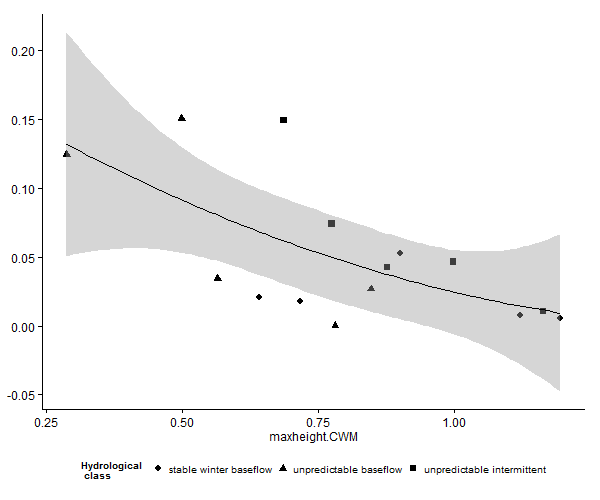 0.20
0.15
0.10
0.05
0.00
-0.05
0.25 0.50 0.75 1.00
maxheight.CWM
Hydrological
class
stable winter baseflow unpredictable baseflow unpredictable intermittent